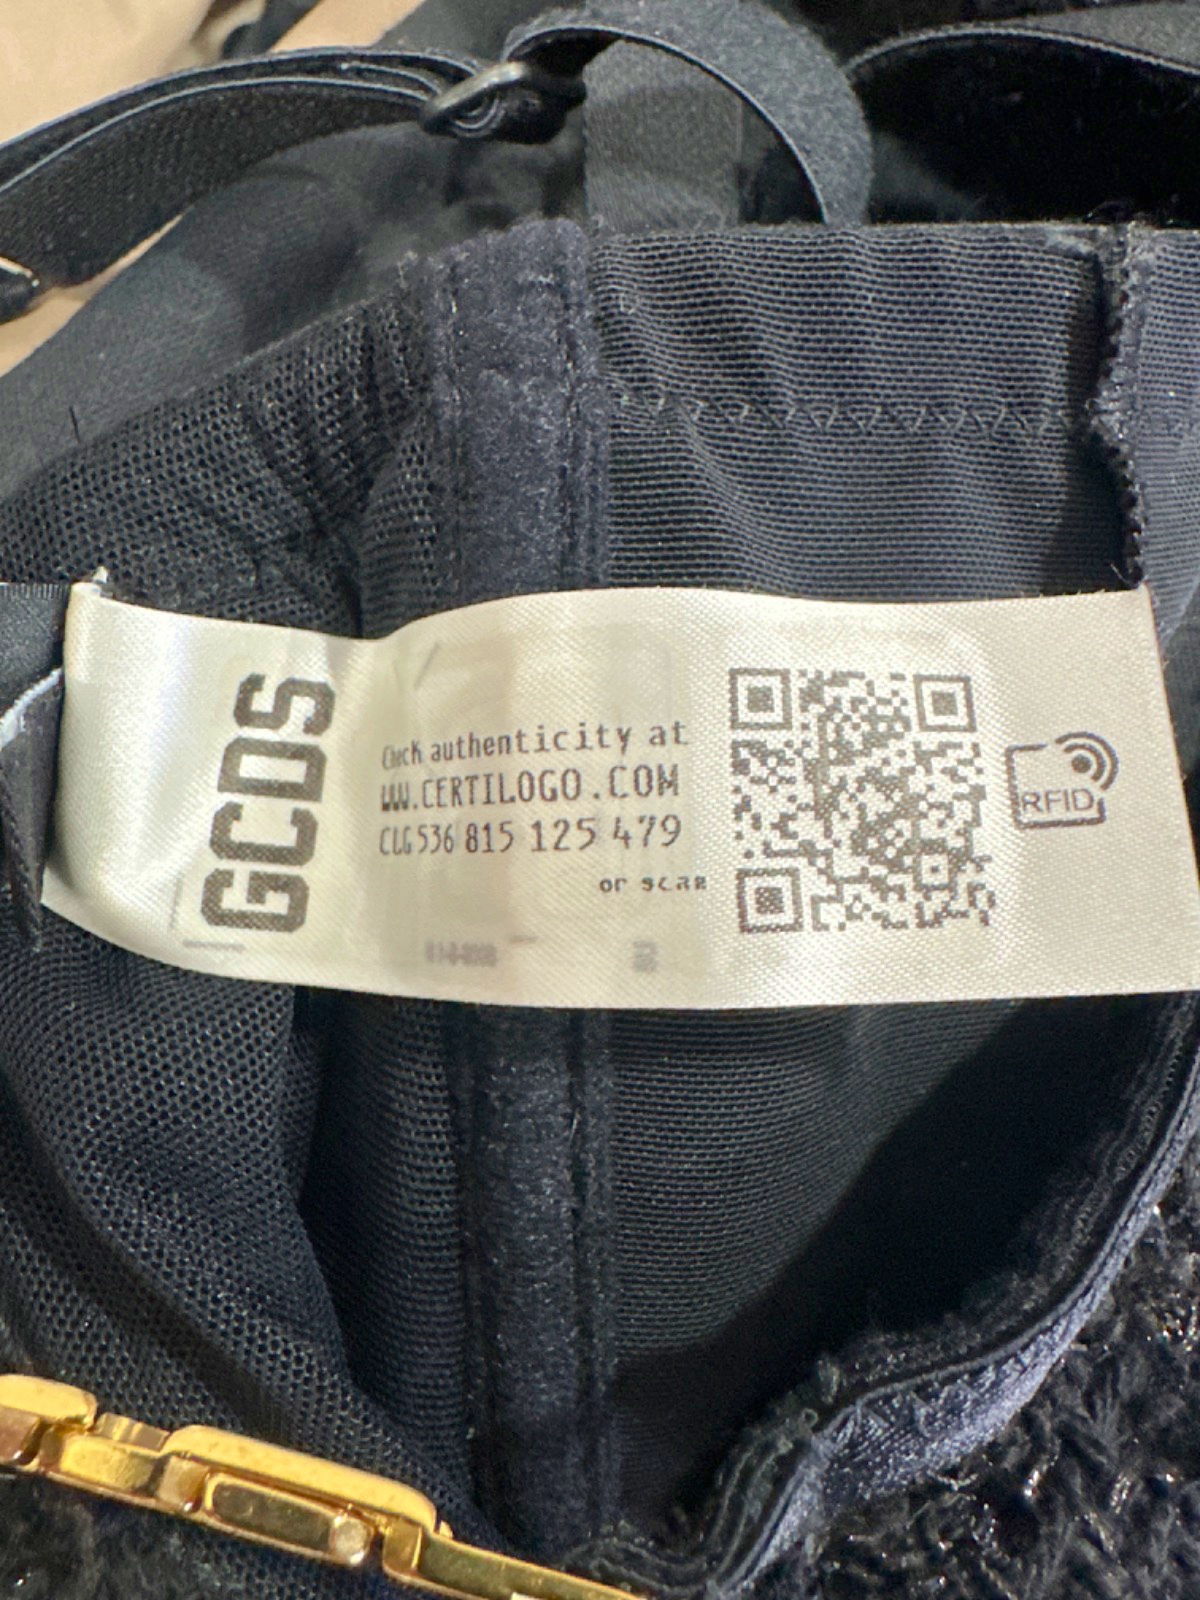 GCDS
Check authenticity at
WWW.CERTILOGO.COM
CLG 536 815 125 479
or scan
RFID